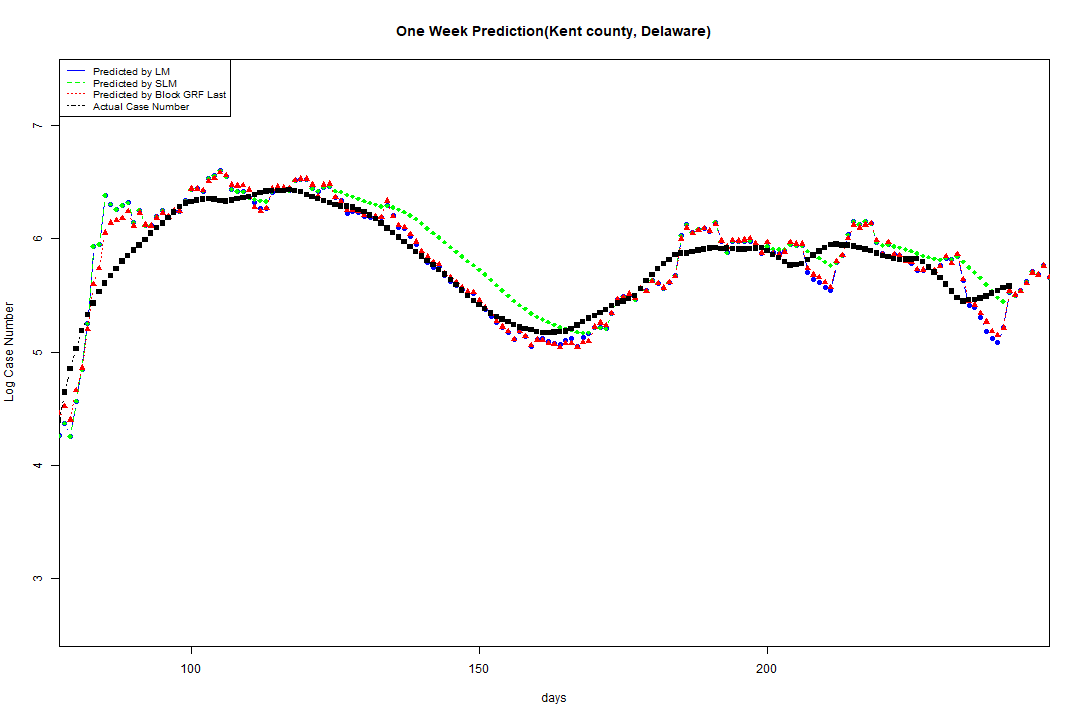 One Week Prediction(Kent county, Delaware)
Predicted by LM
Predicted by SLM
Predicted by Block GRF Last
Actual Case Number
7
6
5
4
3
Log Case Number
100 150 200
days